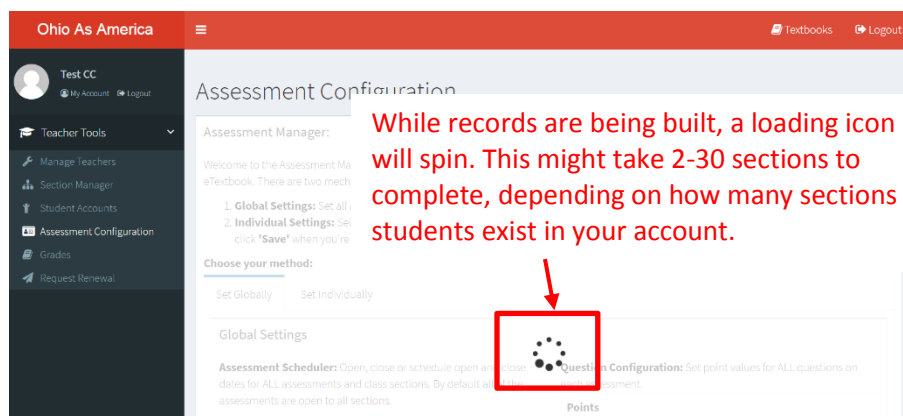 Ohio As America
Textbooks
Logout
Test CC
My Account Logout
Assessment Configuration
Teacher Tools
Manage Teachers
Section Manager
Student Accounts
Assessment Configuration
Grades
Request Renewal
While records are being built, a loading icon
will spin. This might take 2-30 sections to
complete, depending on how many sections
students exist in your account.
Assessment Manager:
Welcome to the Assessment Ma
eTextbook. There are two mech
1. Global Settings: Set all
2. Individual Settings: Se
click 'Save' when you're
Choose your method:
Set Globally Set Individually
Global Settings
Assessment Scheduler: Open, close or schedule open and close
dates for ALL assessments and class sections. By default all of the
assessments are open to all sections.
Question Configuration: Set point values for ALL questions on
each assessment.
Points